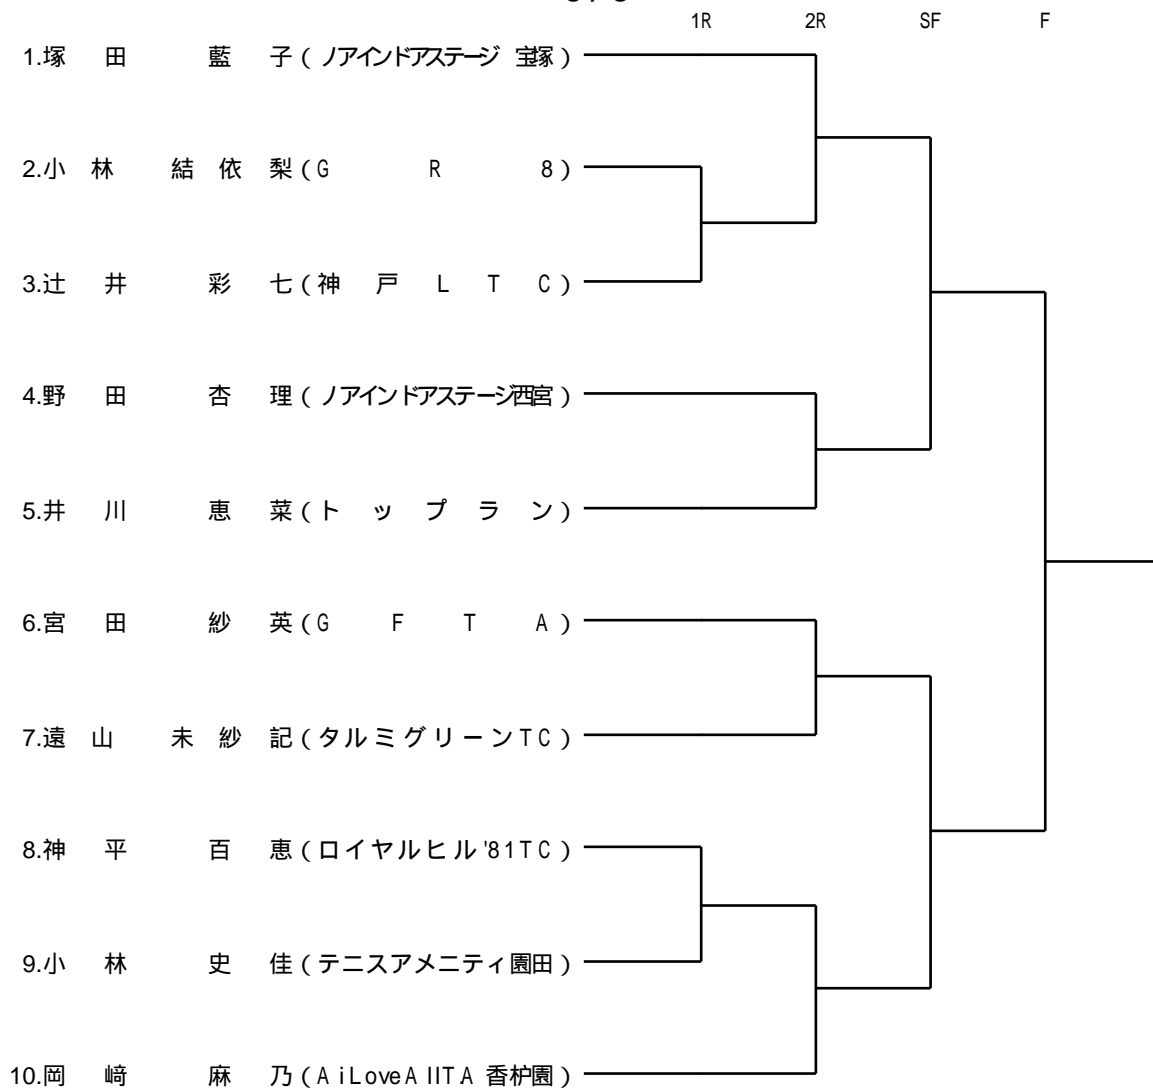 1R 2R SF F
1.塚 田 藍 子(ノアインドアステージ 宝塚)
2.小 林 結 依 梨(G R 8)
3.辻 井 彩 七(神 戸 L T C)
4.野 田 杏 理(ノアインドアステージ西宮)
5.井 川 恵 菜(ト ッ プ ラ ン)
6.宮 田 紗 英(G F T A)
7.遠 山 未 紗 記(タルミグリーンTC)
8.神 平 百 恵(ロイヤルヒル'81TC)
9.小 林 史 佳(テニスアメニティ園田)
10.岡 﨑 麻 乃(AiLoveAIITA 香枦園)